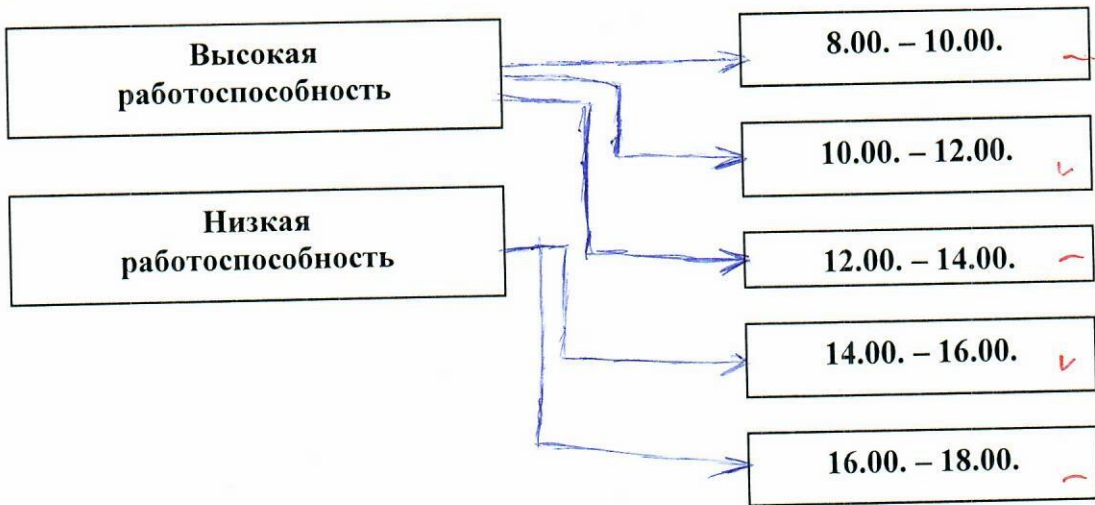 Высокая
работоспособность
8.00. – 10.00.
10.00. – 12.00.
Низкая
работоспособность
12.00. – 14.00.
14.00. – 16.00.
16.00. – 18.00.